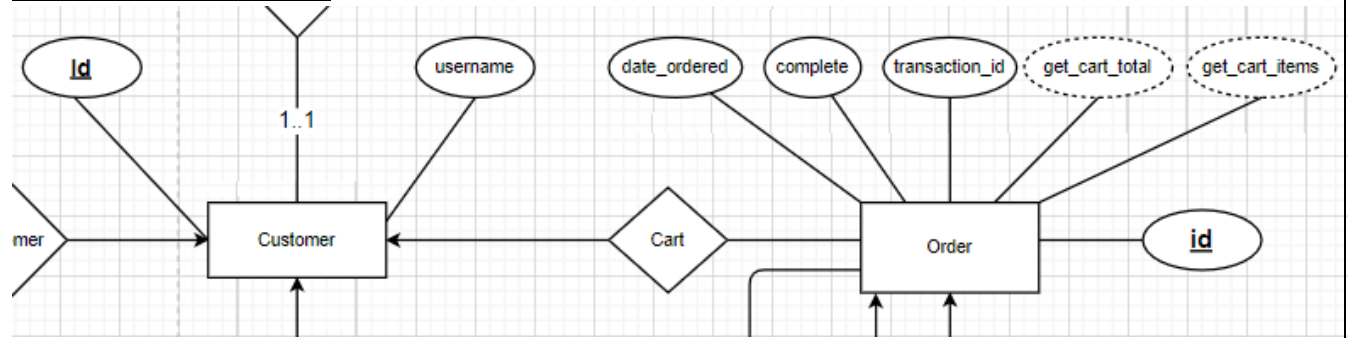 Id
username
date_ordered
complete
transaction_id
get_cart_total
get_cart_items
1..1
mer
Customer
Cart
Order
id